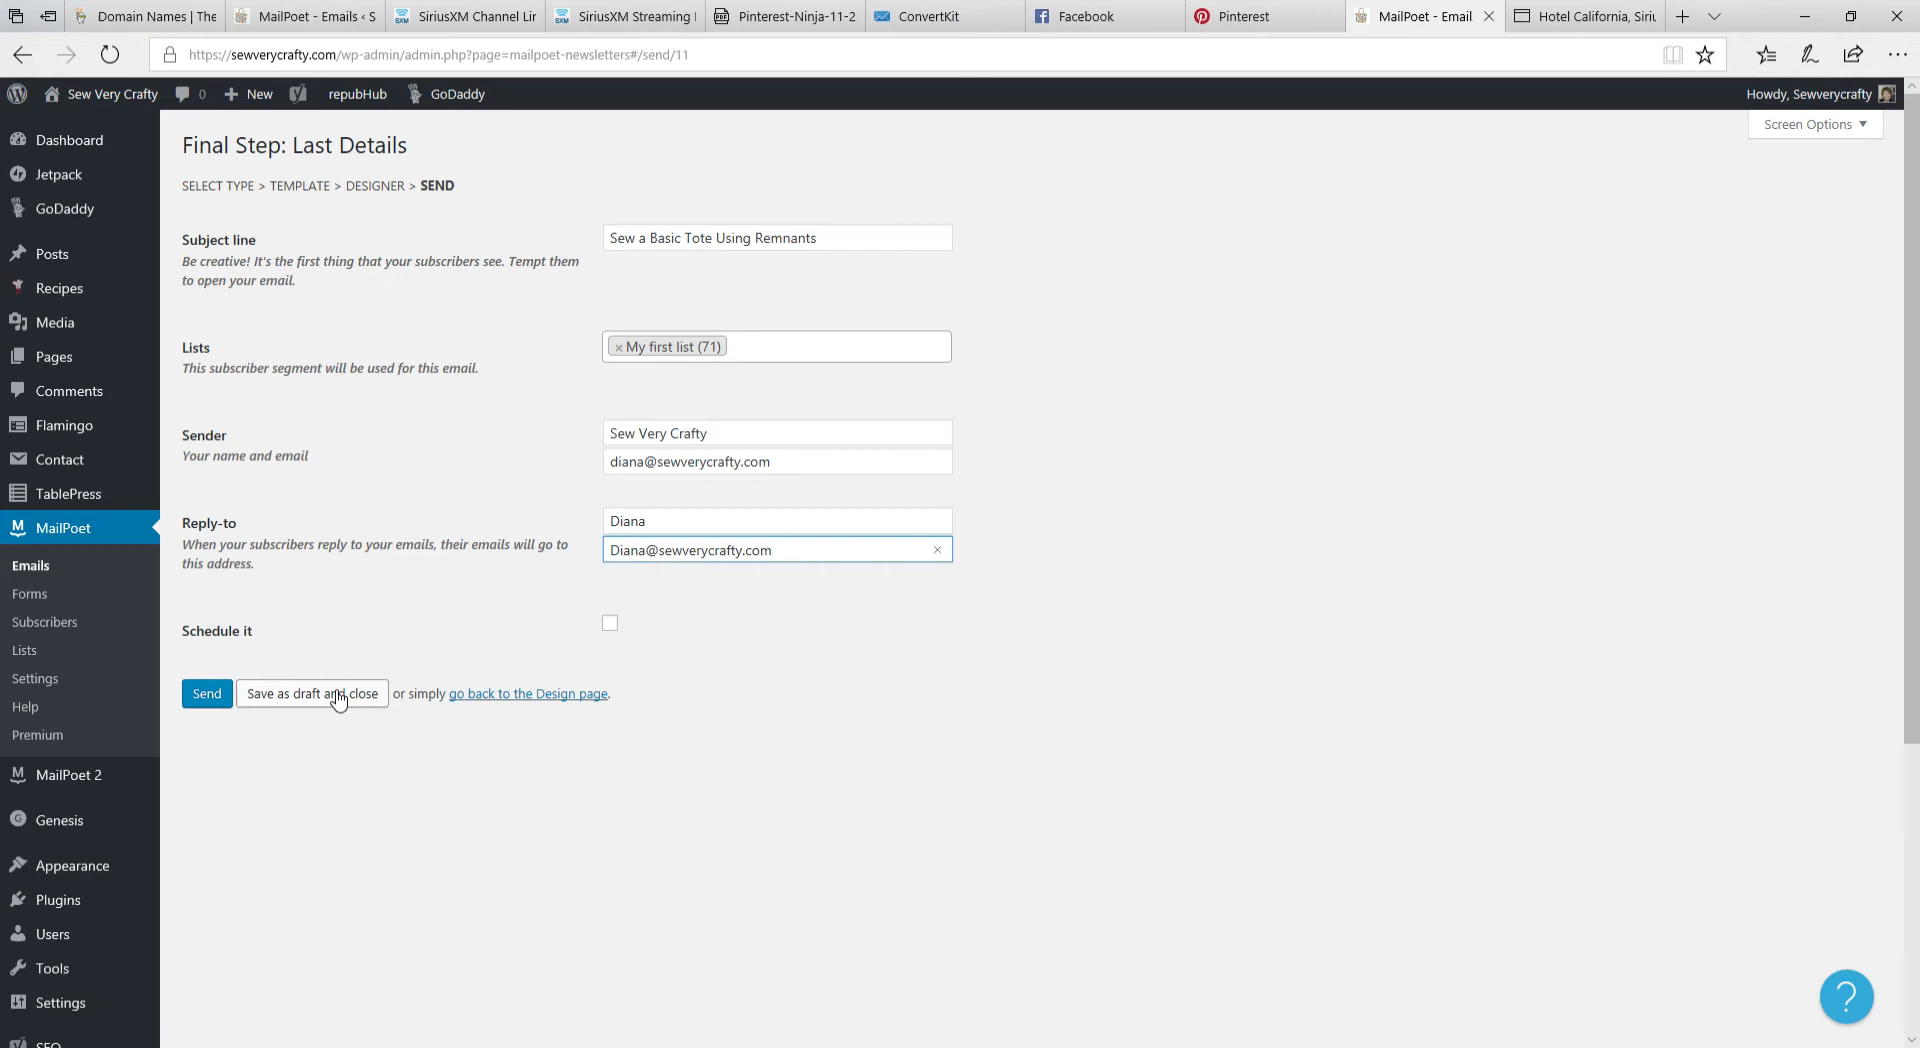 Domain Names | The
MailPoet - Emails < S
SiriusXM Channel Lir
SiriusXM Streaming
Pinterest-Ninja-11-2
ConvertKit
Facebook
Pinterest
MailPoet - Email
Hotel California, Siriu
https://sewverycrafty.com/wp-admin/admin.php?page=mailpoet-newsletters#/send/11
Sew Very Crafty
0
New
repubHub
GoDaddy
Howdy, Sewverycrafty
Screen Options
Dashboard
Jetpack
GoDaddy
Posts
Recipes
Media
Pages
Comments
Flamingo
Contact
TablePress
MailPoet
Emails
Forms
Subscribers
Lists
Settings
Help
Premium
MailPoet 2
Genesis
Appearance
Plugins
Users
Tools
Settings
SEO
Final Step: Last Details
SELECT TYPE > TEMPLATE > DESIGNER > SEND
Subject line
Be creative! It's the first thing that your subscribers see. Tempt them
to open your email.
Sew a Basic Tote Using Remnants
Lists
This subscriber segment will be used for this email.
× My first list (71)
Sender
Your name and email
Sew Very Crafty
diana@sewverycrafty.com
Reply-to
When your subscribers reply to your emails, their emails will go to
this address.
Diana
Diana@sewverycrafty.com
Schedule it
Send
Save as draft and close
or simply go back to the Design page.
?